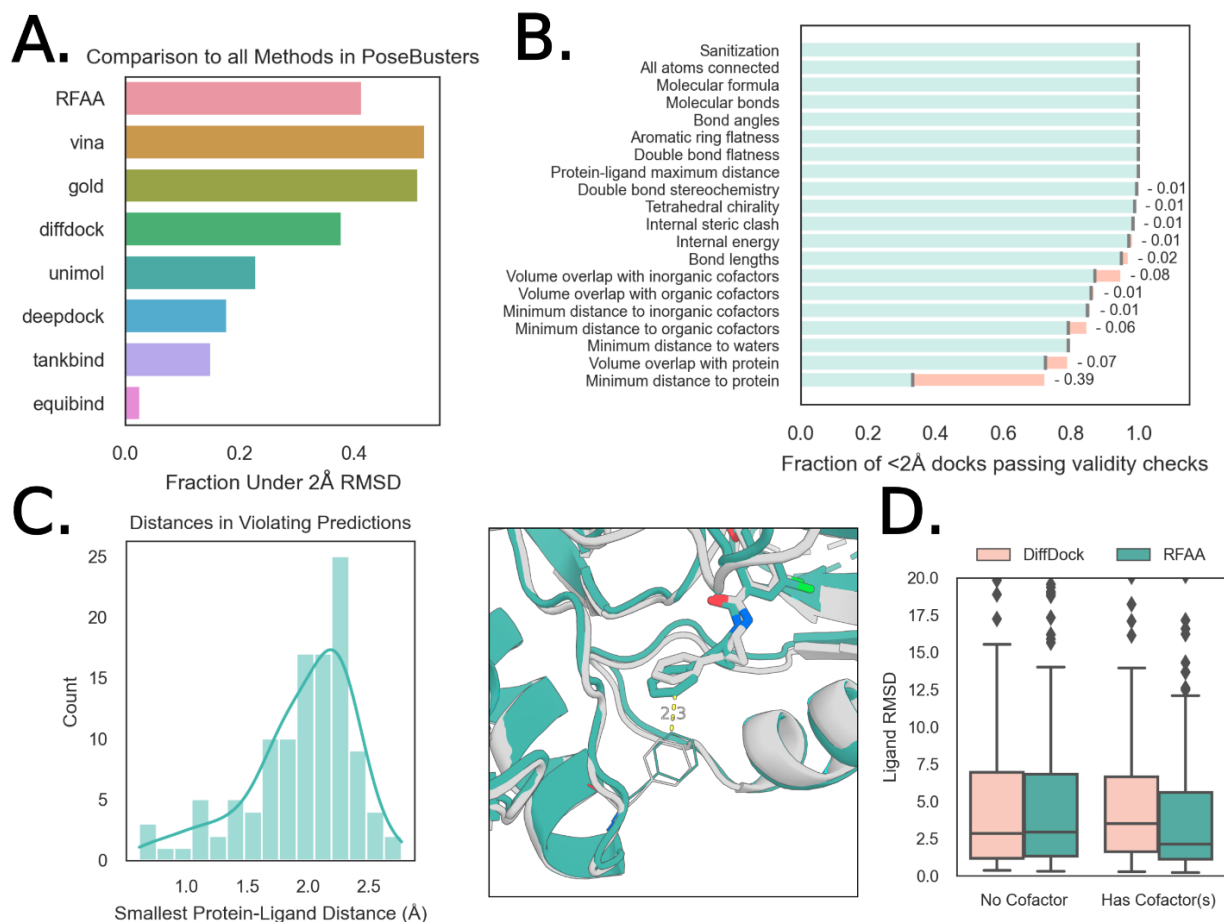 A.
Comparison to all Methods in PoseBusters
RFAA
vina
gold
diffdock
unimol
deepdock
tankbind
equibind
0.0 0.2 0.4
Fraction Under 2Å RMSD
B.
Sanitization
All atoms connected
Molecular formula
Molecular bonds
Bond angles
Aromatic ring flatness
Double bond flatness
Protein-ligand maximum distance
Double bond stereochemistry - 0.01
Tetrahedral chirality - 0.01
Internal steric clash - 0.01
Internal energy - 0.01
Bond lengths - 0.02
Volume overlap with inorganic cofactors - 0.08
Volume overlap with organic cofactors - 0.01
Minimum distance to inorganic cofactors - 0.01
Minimum distance to organic cofactors - 0.06
Minimum distance to waters
Volume overlap with protein - 0.07
Minimum distance to protein - 0.39
0.0 0.2 0.4 0.6 0.8 1.0
Fraction of <2Å docks passing validity checks
C.
Distances in Violating Predictions
Count
25
20
15
10
5
0
1.0 1.5 2.0 2.5
Smallest Protein-Ligand Distance (Å)
2.3
D.
DiffDock RFAA
Ligand RMSD
20.0
17.5
15.0
12.5
10.0
7.5
5.0
2.5
0.0
No Cofactor Has Cofactor(s)